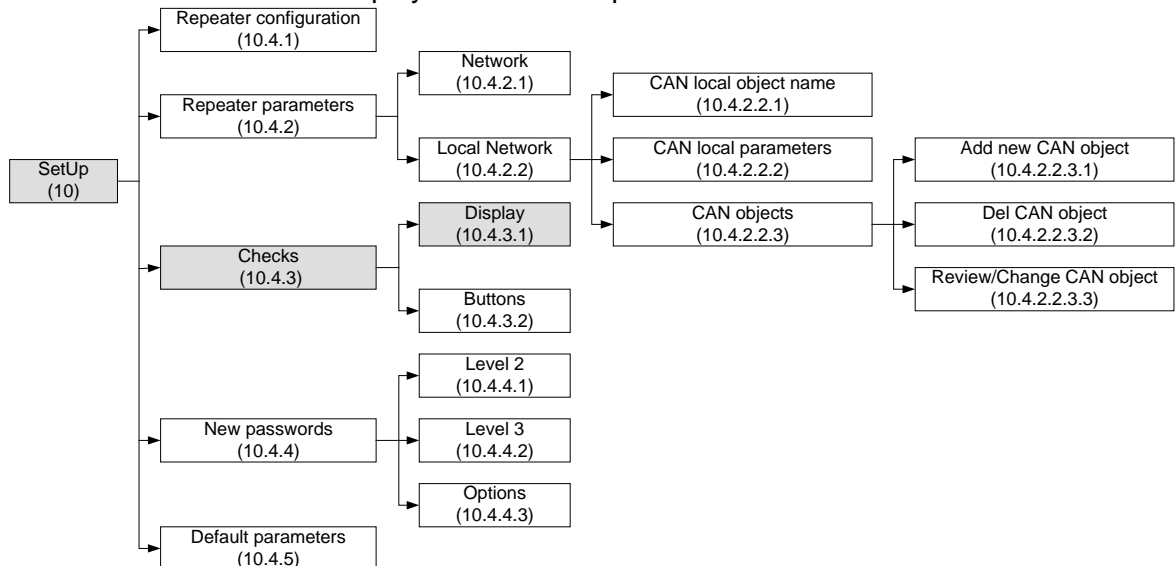 Repeater configuration
(10.4.1)
Network
(10.4.2.1)
CAN local object name
(10.4.2.2.1)
Repeater parameters
(10.4.2)
Local Network
(10.4.2.2)
CAN local parameters
(10.4.2.2.2)
Add new CAN object
(10.4.2.2.3.1)
SetUp
(10)
Display
(10.4.3.1)
CAN objects
(10.4.2.2.3)
Del CAN object
(10.4.2.2.3.2)
Checks
(10.4.3)
Review/Change CAN object
(10.4.2.2.3.3)
Buttons
(10.4.3.2)
Level 2
(10.4.4.1)
New passwords
(10.4.4)
Level 3
(10.4.4.2)
Options
(10.4.4.3)
Default parameters
(10.4.5)